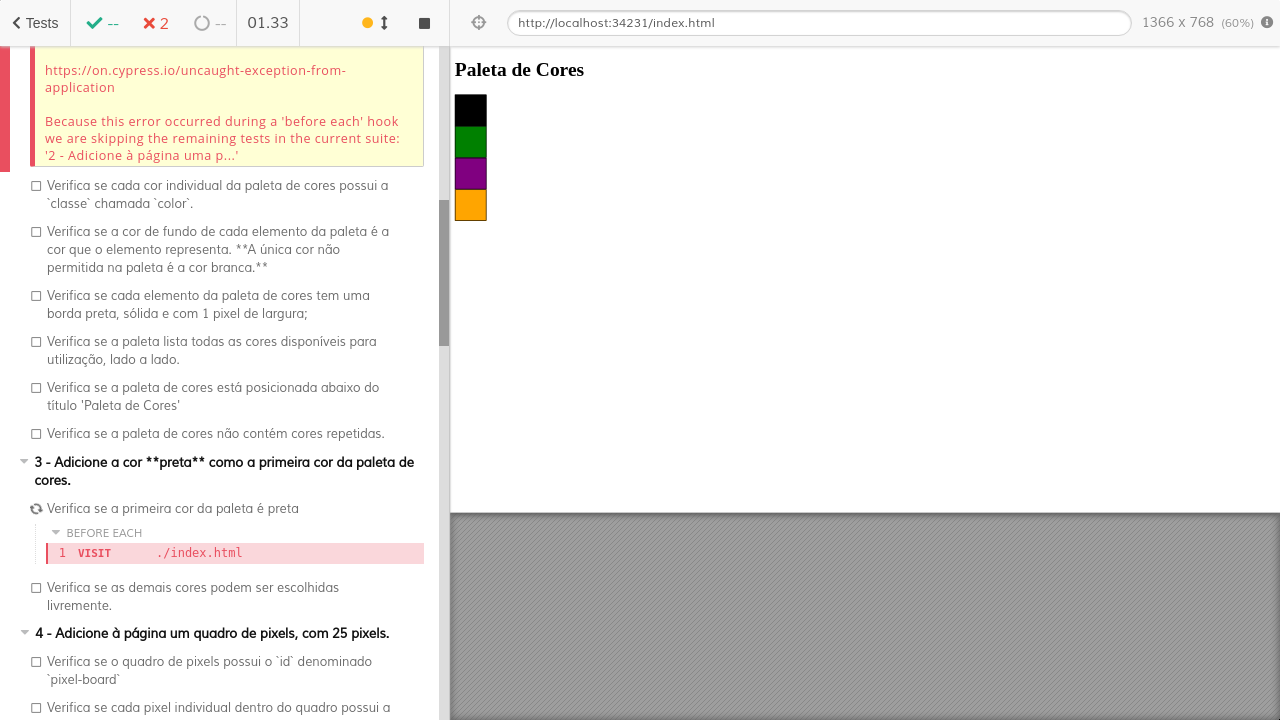 Tests
--
2
--
01.33
http://localhost:34231/index.html
1366 x 768 (60%)
https://on.cypress.io/uncaught-exception-from-
application
Because this error occurred during a 'before each' hook
we are skipping the remaining tests in the current suite:
'2 - Adicione à página uma p...'
Verifica se cada cor individual da paleta de cores possui a
`classe` chamada `color`.
Verifica se a cor de fundo de cada elemento da paleta é a
cor que o elemento representa. **A única cor não
permitida na paleta é a cor branca.**
Verifica se cada elemento da paleta de cores tem uma
borda preta, sólida e com 1 pixel de largura;
Verifica se a paleta lista todas as cores disponíveis para
utilização, lado a lado.
Verifica se a paleta de cores está posicionada abaixo do
título 'Paleta de Cores'
Verifica se a paleta de cores não contém cores repetidas.
3 - Adicione a cor **preta** como a primeira cor da paleta de
cores.
Verifica se a primeira cor da paleta é preta
BEFORE EACH
1 VISIT ./index.html
Verifica se as demais cores podem ser escolhidas
livremente.
4 - Adicione à página um quadro de pixels, com 25 pixels.
Verifica se o quadro de pixels possui o `id` denominado
`pixel-board`
Verifica se cada pixel individual dentro do quadro possui a
Paleta de Cores